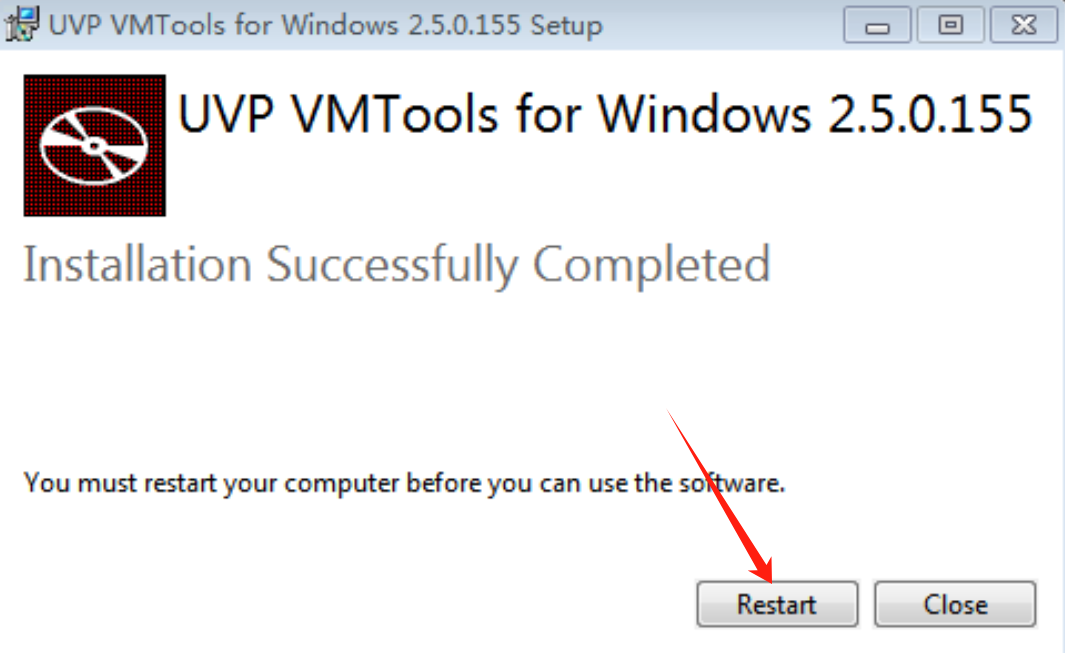 UVP VMTools for Windows 2.5.0.155 Setup
UVP VMTools for Windows 2.5.0.155
Installation Successfully Completed
You must restart your computer before you can use the software.
Restart Close